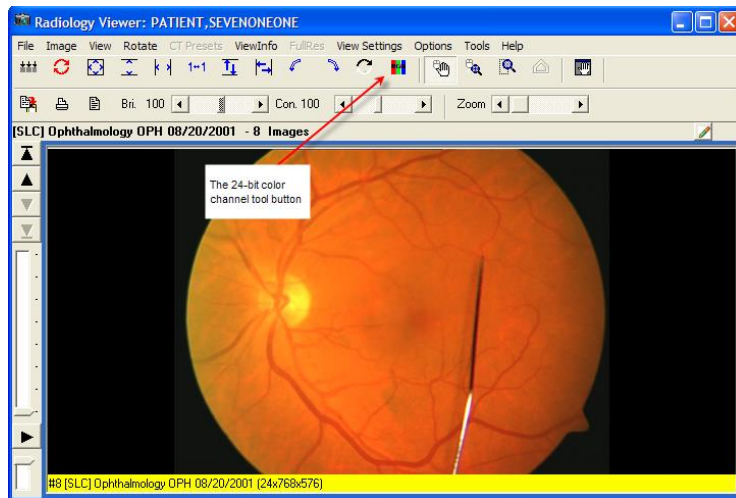 Radiology Viewer: PATIENT,SEVENONEONE
File Image View Rotate CT Presets ViewInfo FullRes View Settings Options Tools Help
1↔1
Bri. 100 Con. 100 Zoom
[SLC] Ophthalmology OPH 08/20/2001 - 8 Images
The 24-bit color
channel tool button
#8 [SLC] Ophthalmology OPH 08/20/2001 (24x768x576)